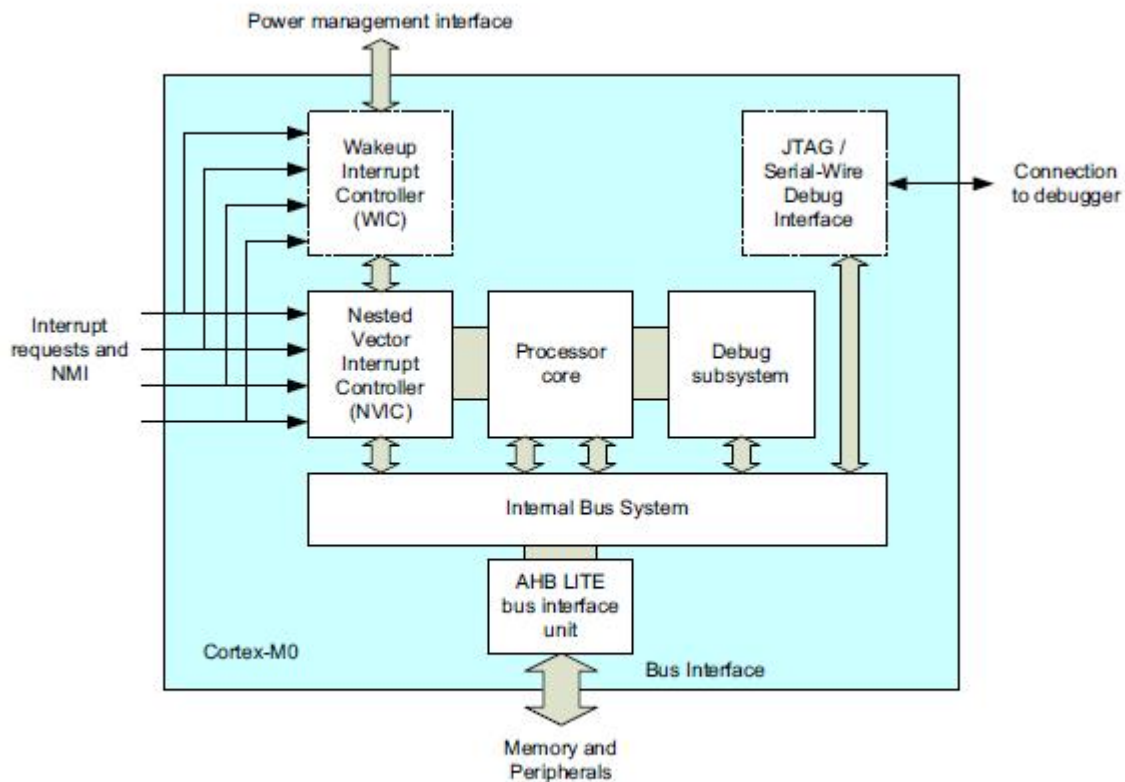 Power management interface
Wakeup
Interrupt
Controller
(WIC)
JTAG /
Serial-Wire
Debug
Interface
Connection
to debugger
Interrupt
requests and
NMI
Nested
Vector
Interrupt
Controller
(NVIC)
Processor
core
Debug
subsystem
Internal Bus System
AHB LITE
bus interface
unit
Cortex-M0
Bus Interface
Memory and
Peripherals